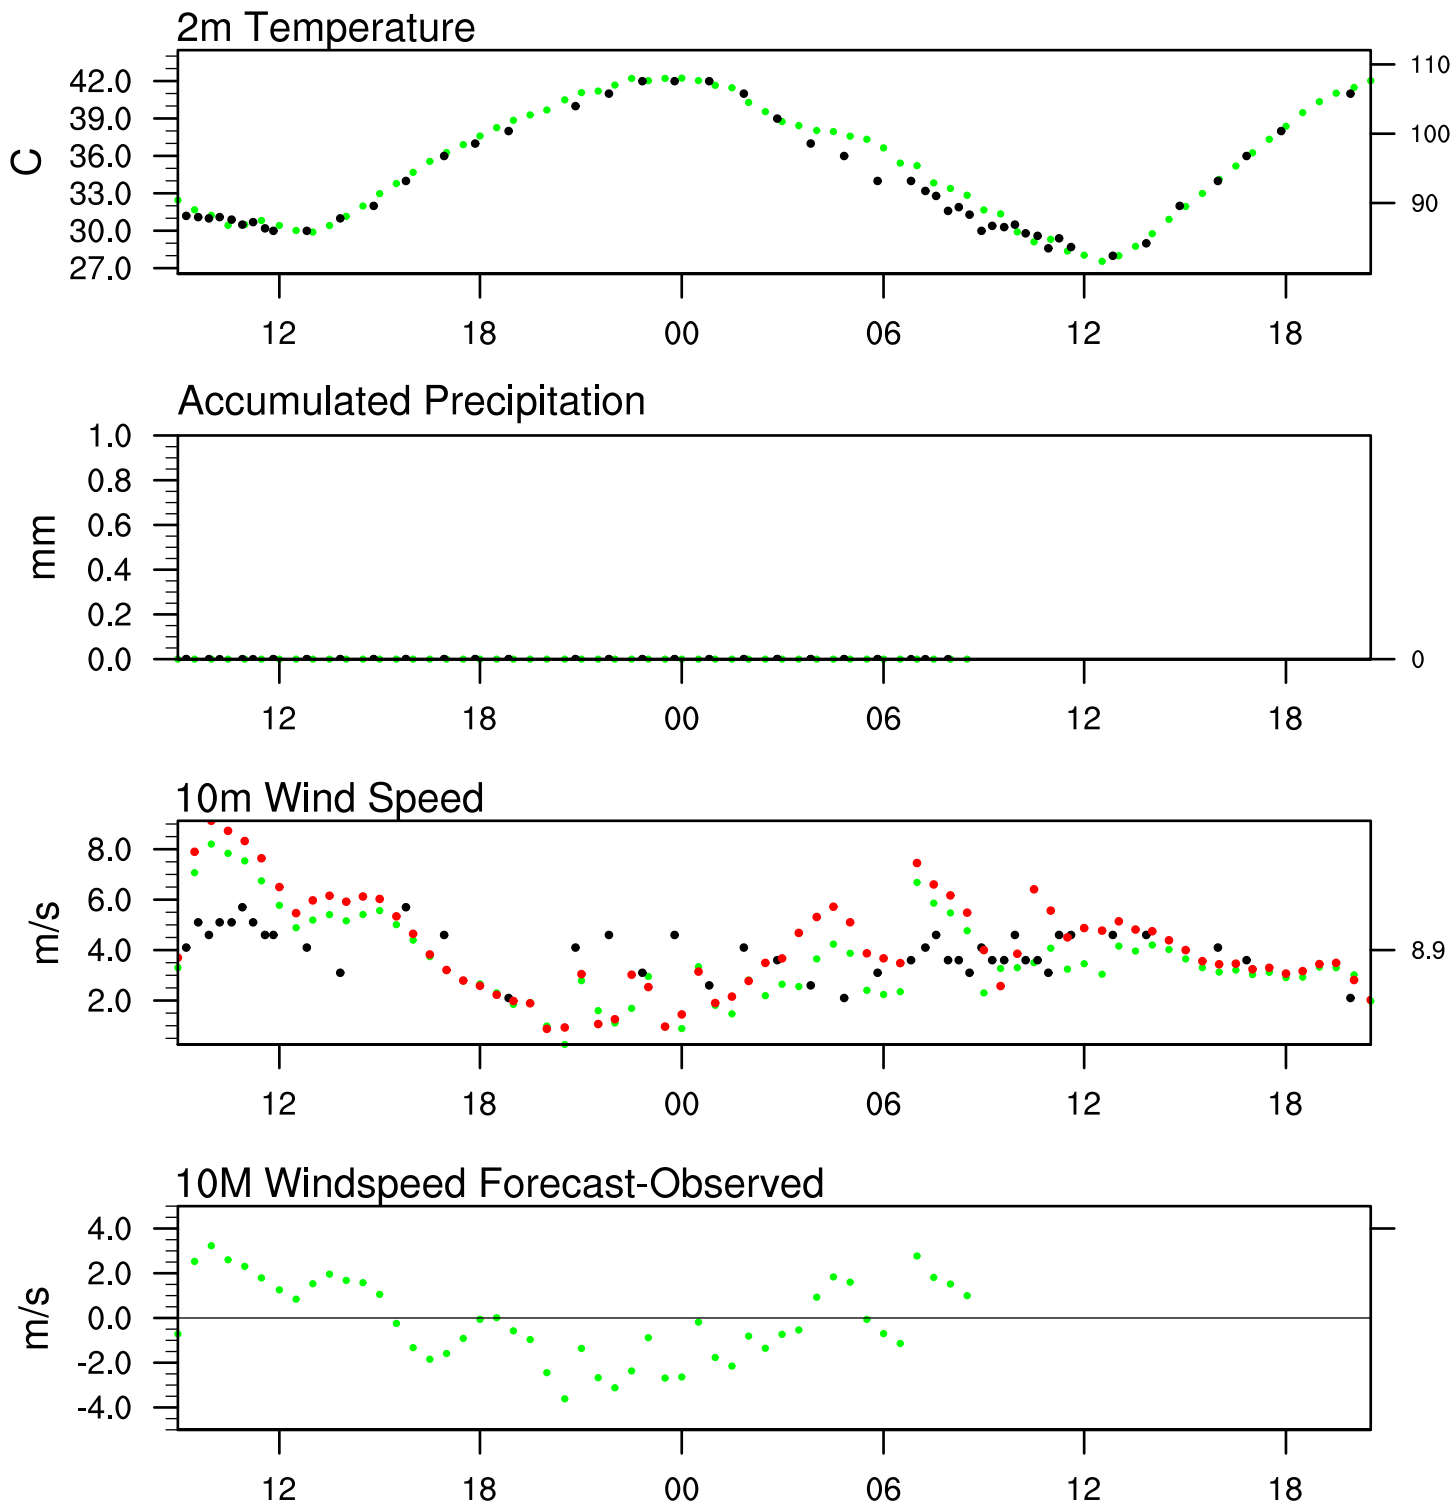 2m Temperature
C
42.0
39.0
36.0
33.0
30.0
27.0
110
100
90
12 18 00 06 12 18
Accumulated Precipitation
mm
1.0
0.8
0.6
0.4
0.2
0.0
0
12 18 00 06 12 18
10m Wind Speed
m/s
8.0
6.0
4.0
2.0
8.9
12 18 00 06 12 18
10M Windspeed Forecast-Observed
m/s
4.0
2.0
0.0
-2.0
-4.0
12 18 00 06 12 18